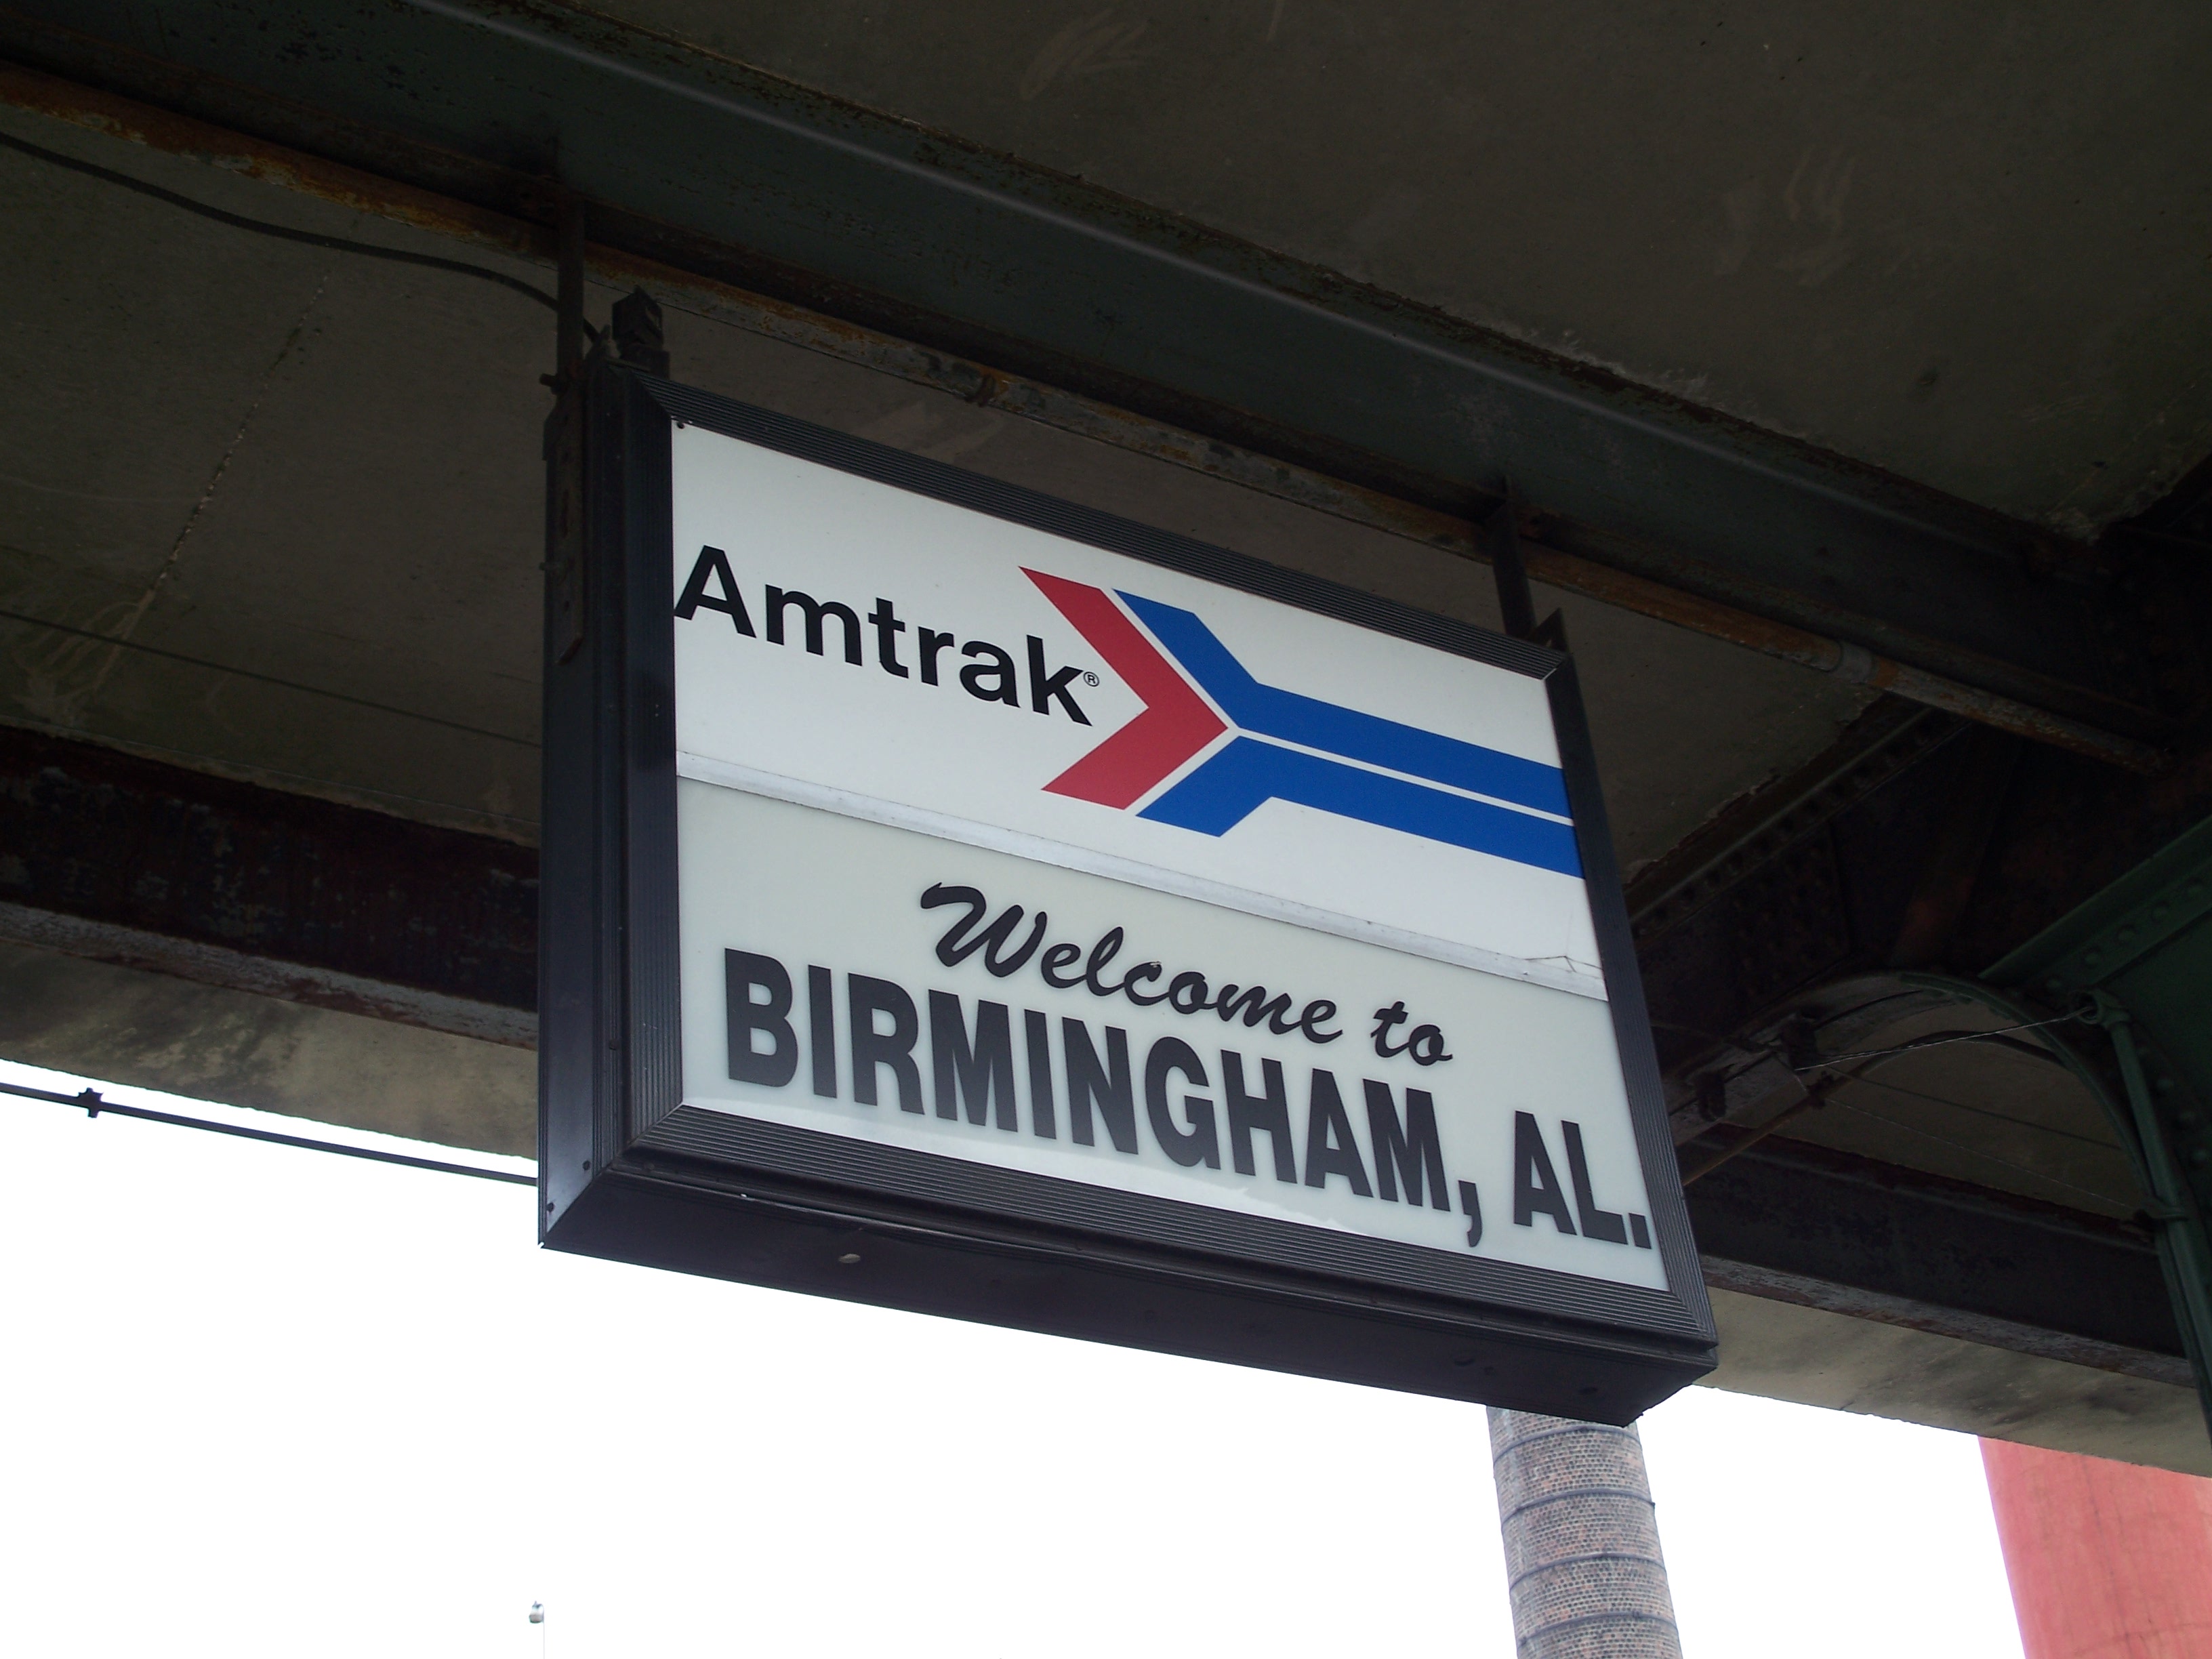 Amtrak®
Welcome to
BIRMINGHAM, AL.